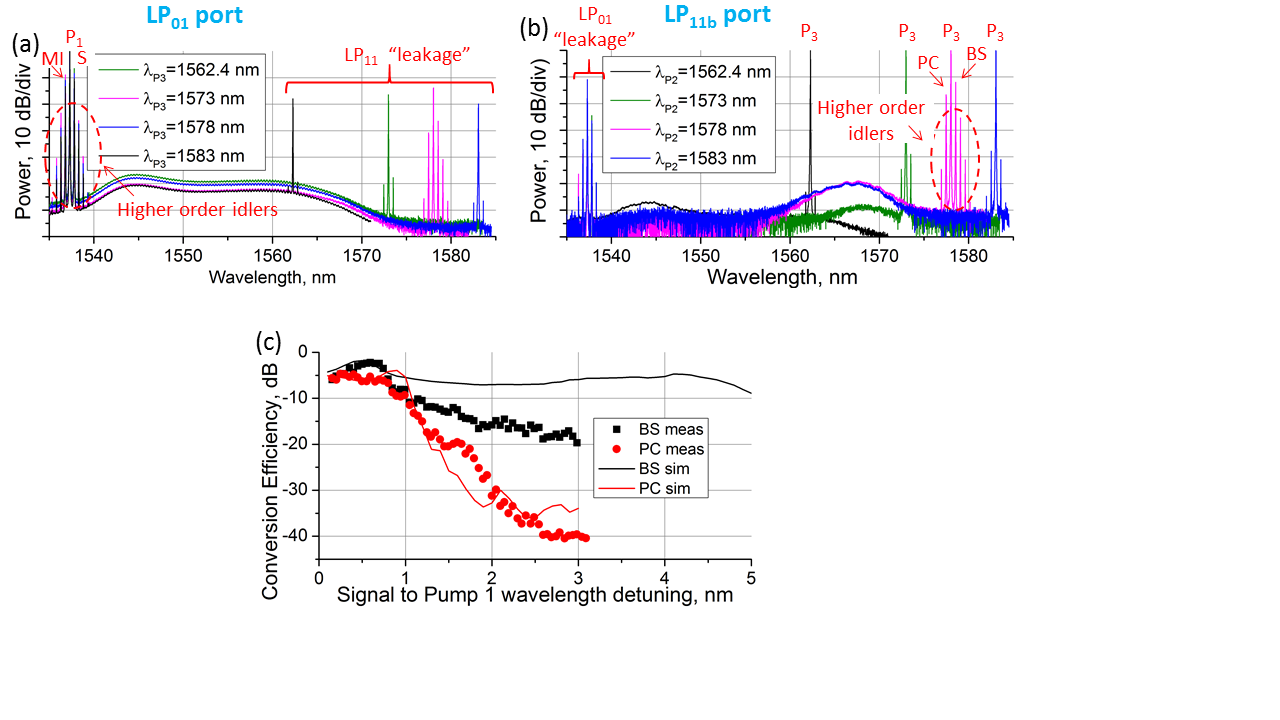 LP01 port
(a)
P1
MI S
LP11 "leakage"
λP3=1562.4 nm
λP3=1573 nm
λP3=1578 nm
λP3=1583 nm
Higher order idlers
Power, 10 dB/div
1540 1550 1560 1570 1580
Wavelength, nm
LP11b port
(b)
LP01
"leakage"
P3 P3 P3 P3
PC BS
λP2=1562.4 nm
λP2=1573 nm
λP2=1578 nm
λP2=1583 nm
Higher order
idlers
Power, 10 dB/div
1540 1550 1560 1570 1580
Wavelength, nm
(c)
Conversion Efficiency, dB
0
-10
-20
-30
-40
BS meas
PC meas
BS sim
PC sim
0 1 2 3 4 5
Signal to Pump 1 wavelength detuning, nm